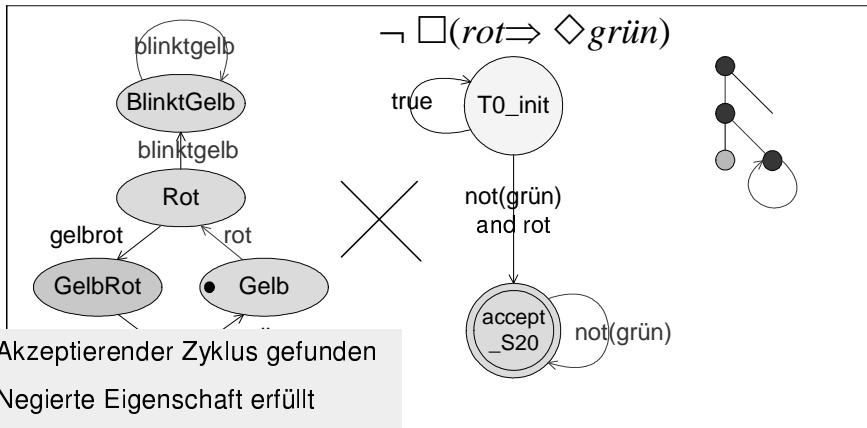 ¬ □(rot⇒ ◇grün)
blinktgelb
BlinktGelb
blinktgelb
Rot
gelbrot
rot
GelbRot
Gelb
true
T0_init
not(grün)
and rot
accept
_S20
not(grün)
Akzeptierender Zyklus gefunden
Negierte Eigenschaft erfüllt